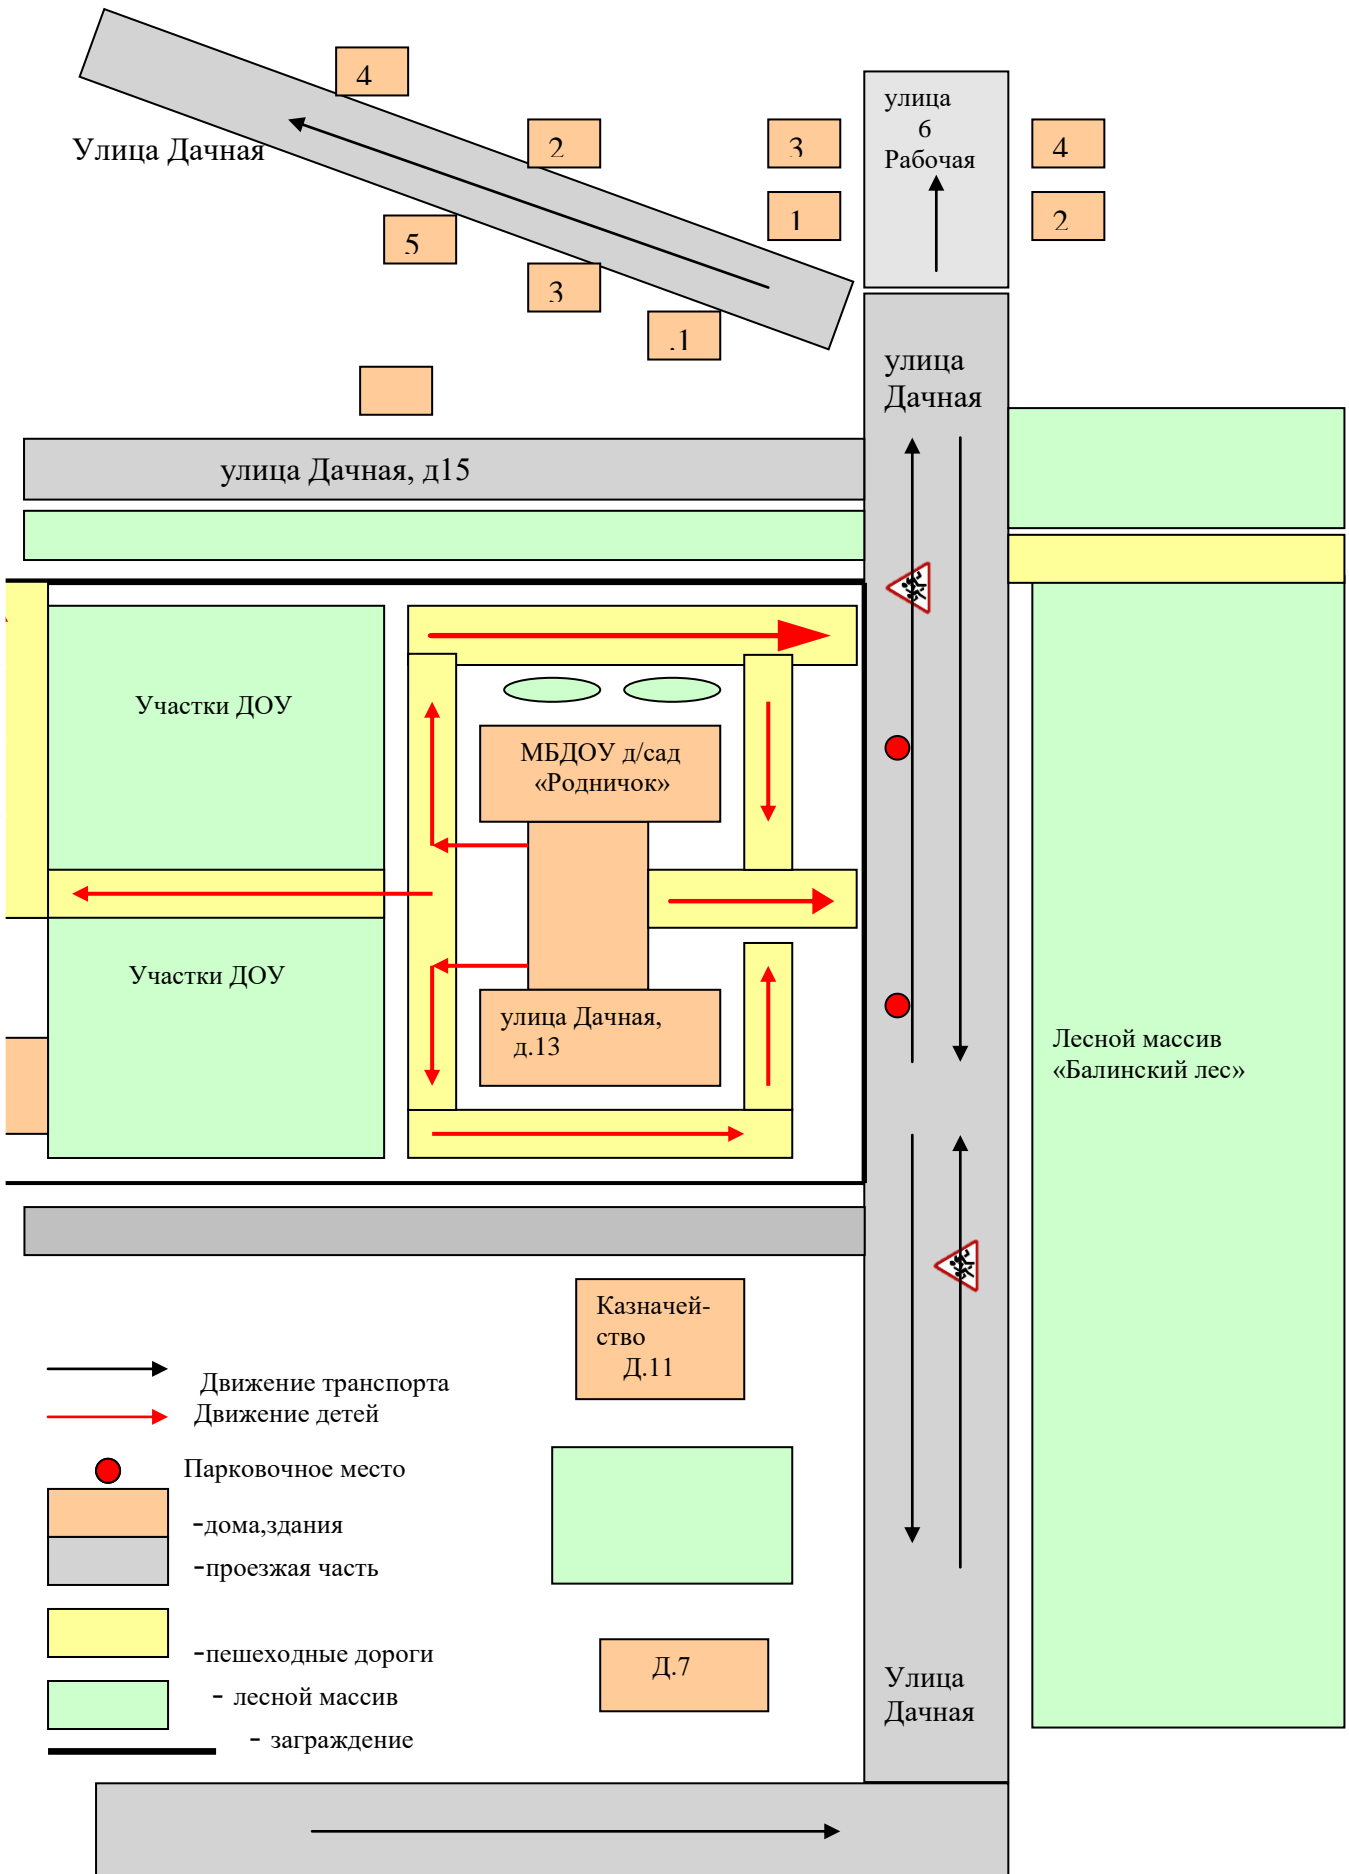 4
улица
6
Рабочая
Улица Дачная
2
3
4
1
2
5
3
.1
улица
Дачная
улица Дачная, д15
Участки ДОУ
МБДОУ д/сад
«Родничок»
Участки ДОУ
улица Дачная,
д.13
Лесной массив
«Балинский лес»
Казначей-
ство
Д.11
Движение транспорта
Движение детей
Парковочное место
-дома,здания
-проезжая часть
-пешеходные дороги
- лесной массив
- заграждение
Д.7
Улица
Дачная